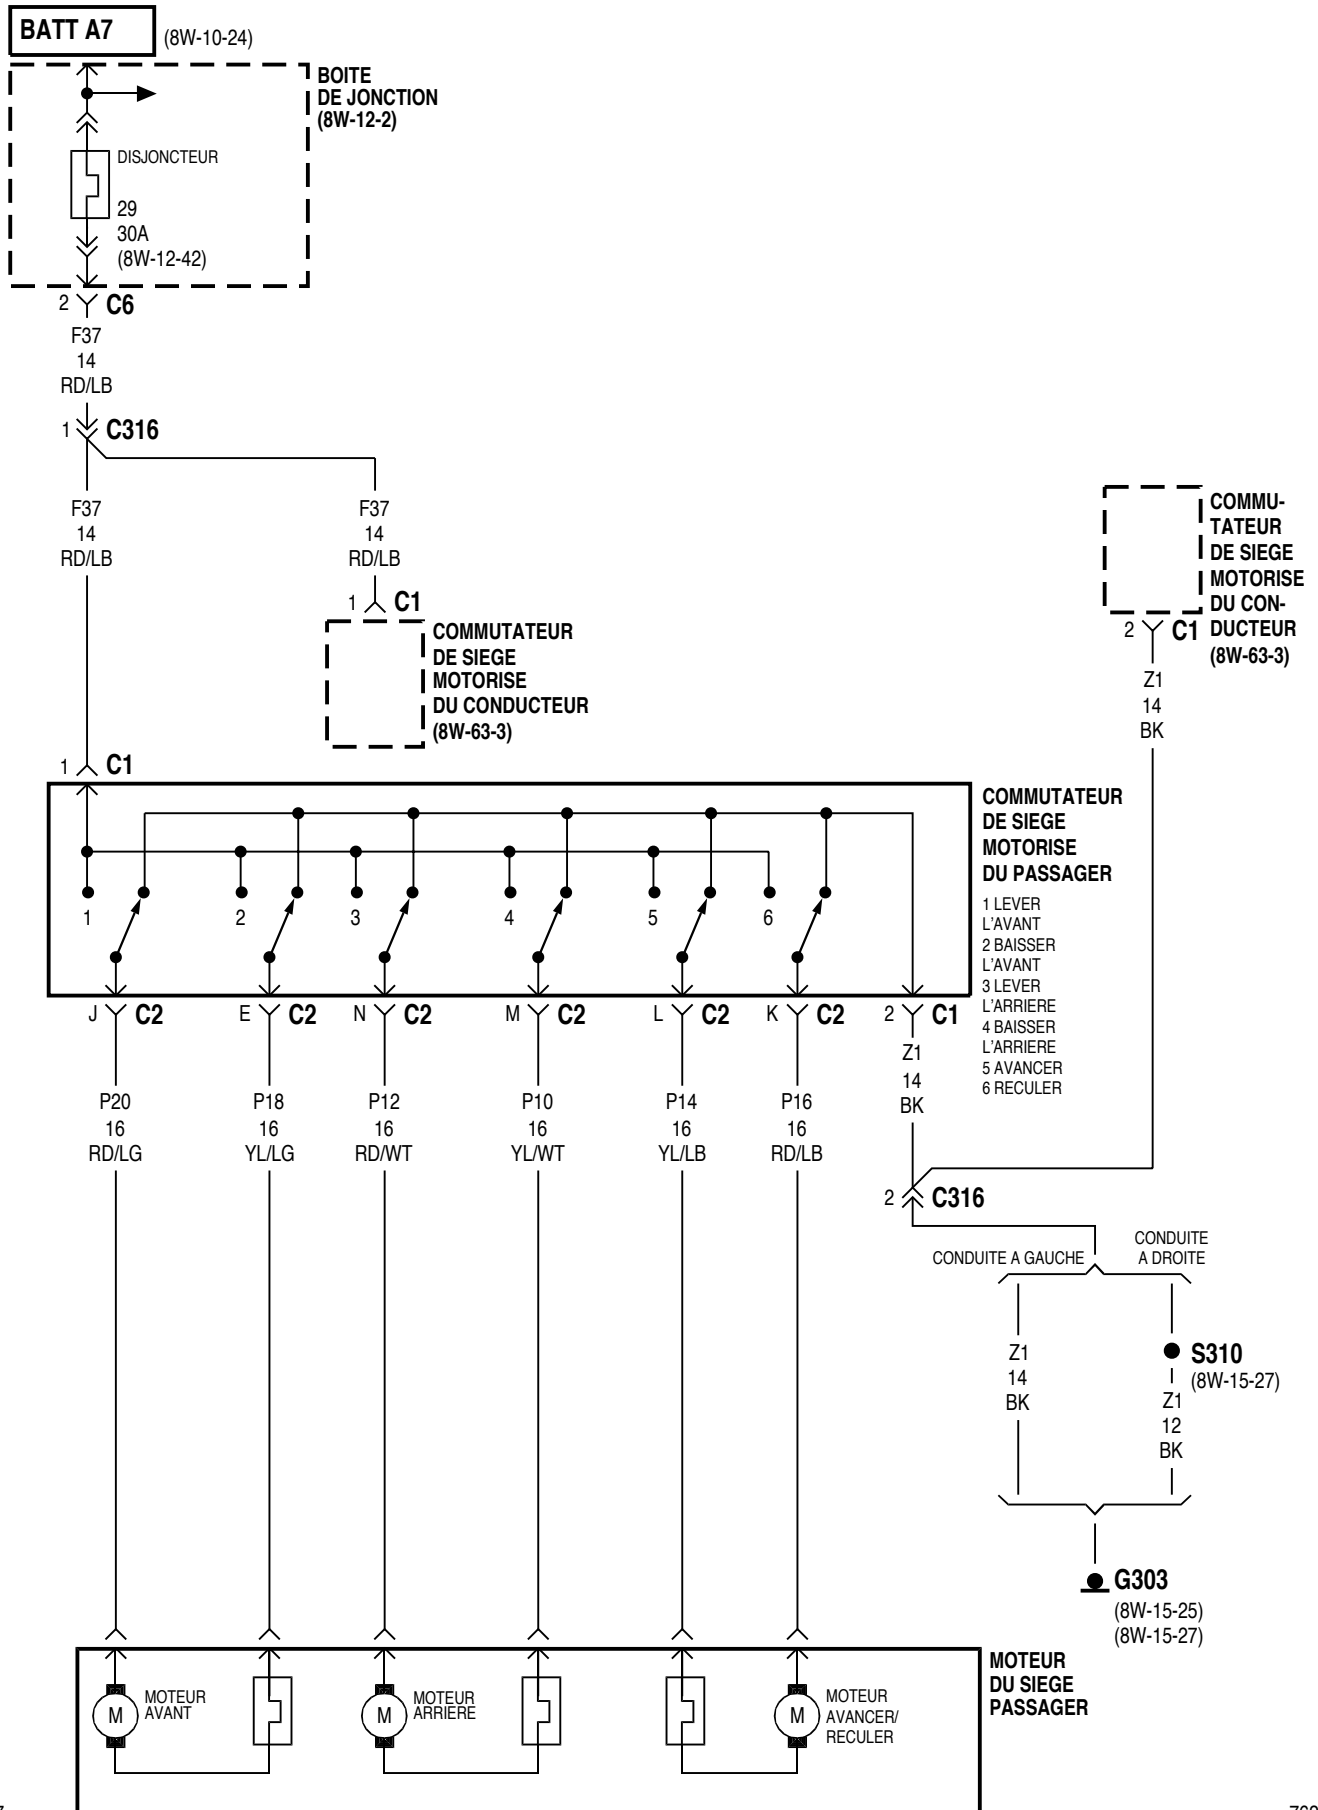 BATT A7
(8W-10-24)
BOITE
DE JONCTION
(8W-12-2)
DISJONCTEUR
29
30A
(8W-12-42)
2 C6
F37
14
RD/LB
1 C316
F37
14
RD/LB
F37
14
RD/LB
1 C1
COMMUTATEUR
DE SIEGE
MOTORISE
DU CONDUCTEUR
(8W-63-3)
COMMU-
TATEUR
DE SIEGE
MOTORISE
DU CON-
DUCTEUR
(8W-63-3)
2 C1
Z1
14
BK
1 C1
COMMUTATEUR
DE SIEGE
MOTORISE
DU PASSAGER
1 LEVER
L'AVANT
2 BAISSER
L'AVANT
3 LEVER
L'ARRIERE
4 BAISSER
L'ARRIERE
5 AVANCER
6 RECULER
1 2 3 4 5 6
J C2 E C2 N C2 M C2 L C2 K C2 2 C1
P20
16
RD/LG
P18
16
YL/LG
P12
16
RD/WT
P10
16
YL/WT
P14
16
YL/LB
P16
16
RD/LB
Z1
14
BK
2 C316
CONDUITE A GAUCHE
CONDUITE
A DROITE
Z1
14
BK
S310
(8W-15-27)
Z1
12
BK
G303
(8W-15-25)
(8W-15-27)
MOTEUR
DU SIEGE
PASSAGER
M
MOTEUR
AVANT
M
MOTEUR
ARRIERE
M
MOTEUR
AVANCER/
RECULER